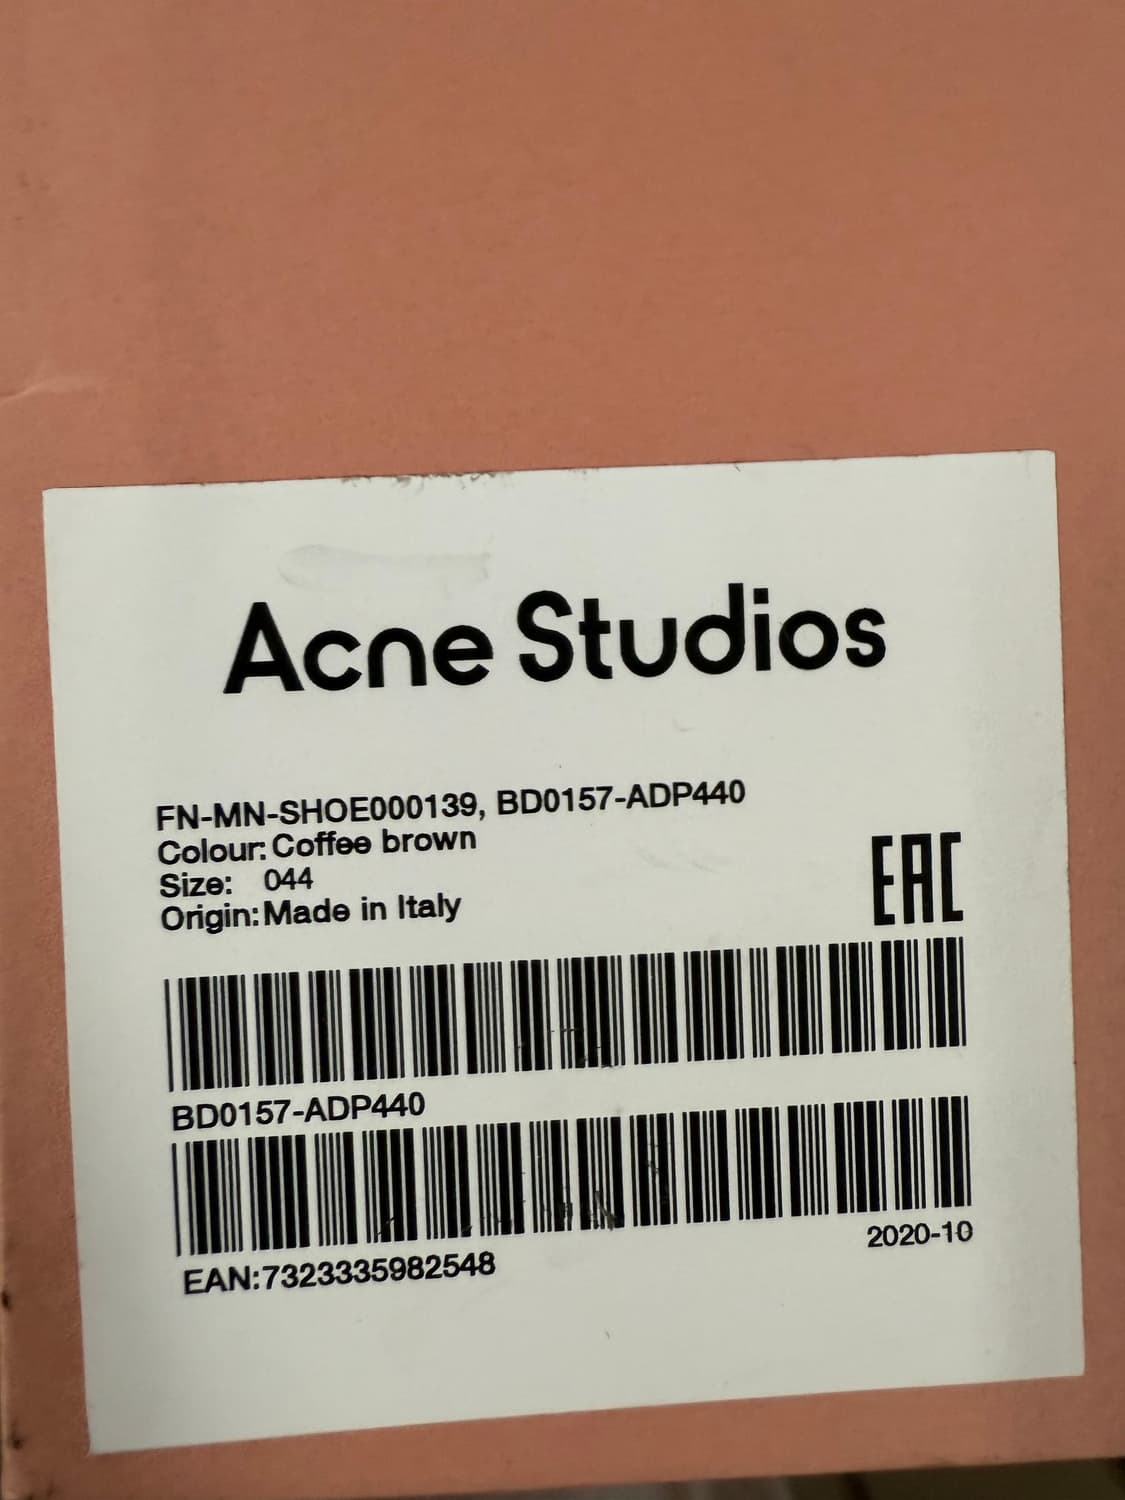 Acne Studios
FN-MN-SHOE000139, BD0157-ADP440
Colour: Coffee brown
Size: 044
Origin: Made in Italy
EAC
BD0157-ADP440
2020-10
EAN:7323335982548